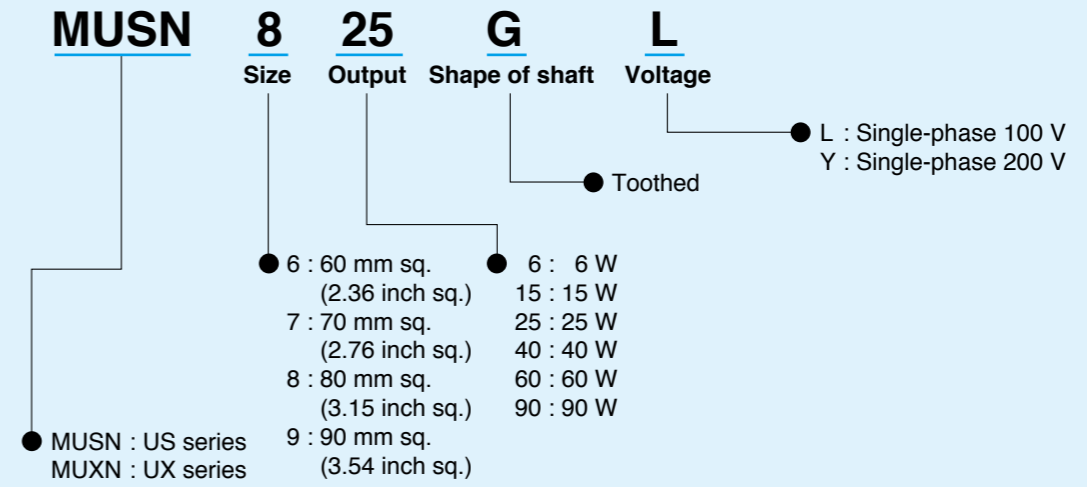 MUSN 8 25 G L
Size Output Shape of shaft Voltage
L : Single-phase 100 V
Y : Single-phase 200 V
Toothed
6 : 60 mm sq.
(2.36 inch sq.)
7 : 70 mm sq.
(2.76 inch sq.)
8 : 80 mm sq.
(3.15 inch sq.)
9 : 90 mm sq.
(3.54 inch sq.)
6 : 6 W
15 : 15 W
25 : 25 W
40 : 40 W
60 : 60 W
90 : 90 W
MUSN : US series
MUXN : UX series